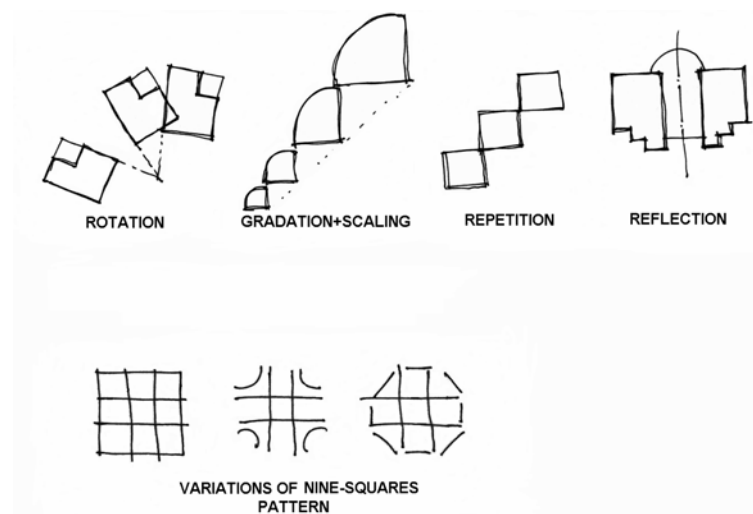 ROTATION
GRADATION+SCALING
REPETITION
REFLECTION
VARIATIONS OF NINE-SQUARES
PATTERN